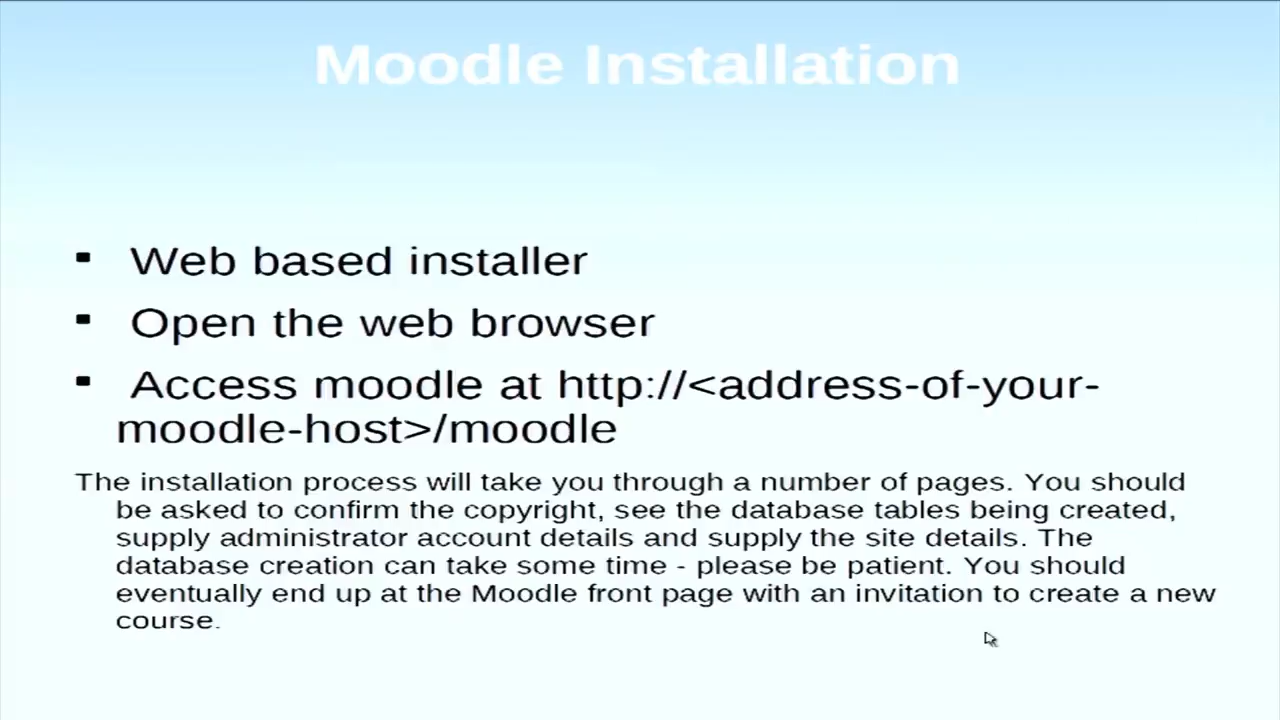 Moodle Installation
Web based installer
Open the web browser
Access moodle at http://<address-of-your-
moodle-host>/moodle
The installation process will take you through a number of pages. You should
be asked to confirm the copyright, see the database tables being created,
supply administrator account details and supply the site details. The
database creation can take some time - please be patient. You should
eventually end up at the Moodle front page with an invitation to create a new
course.